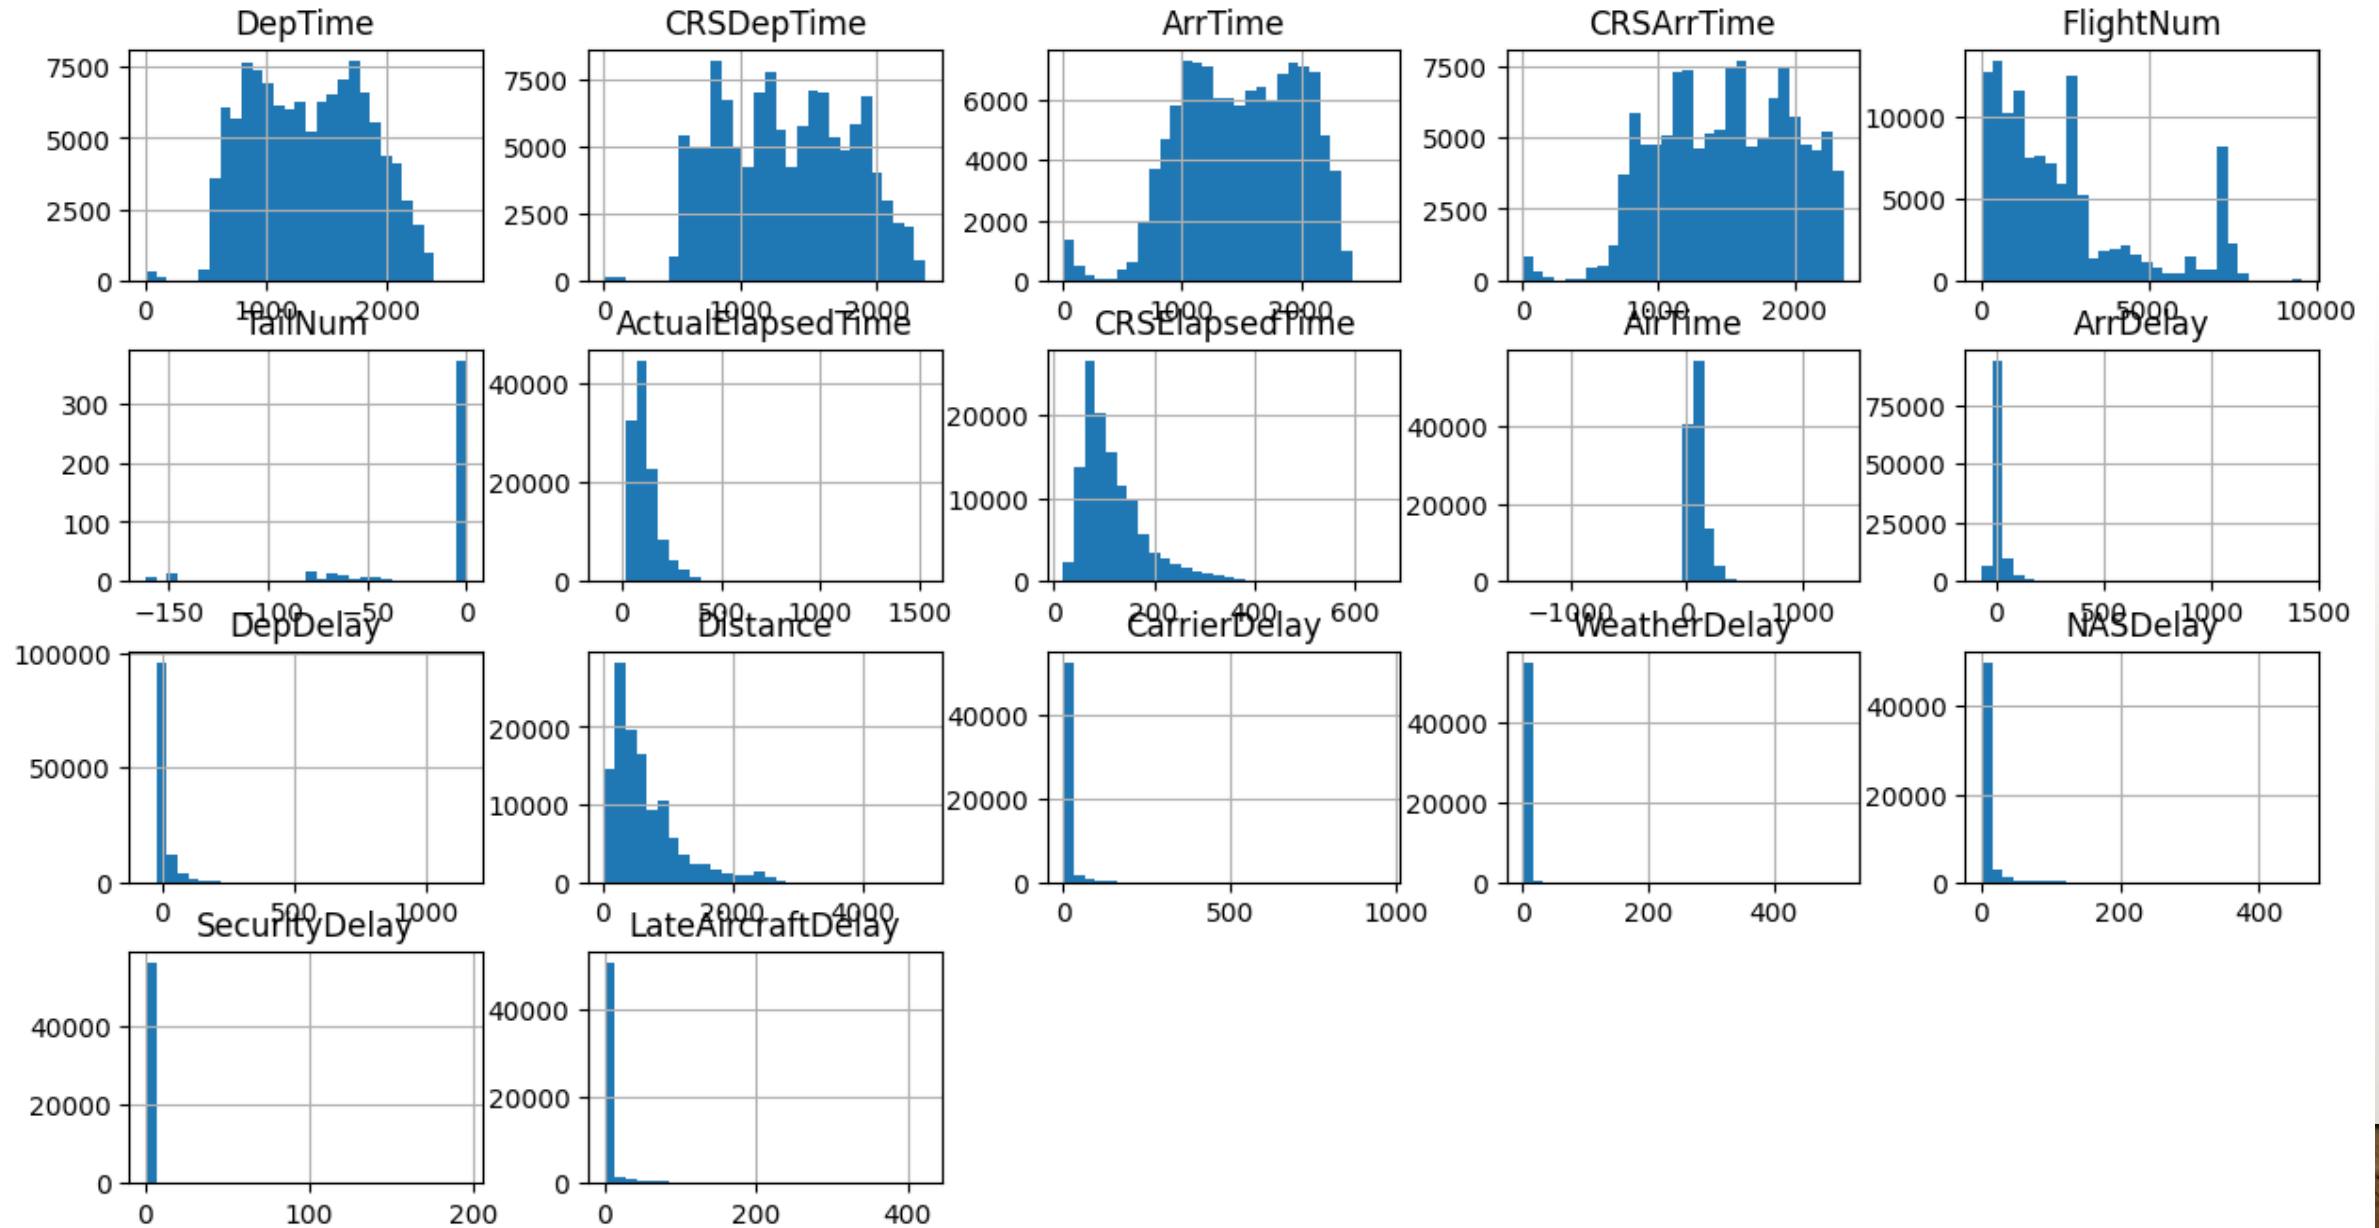 DepTime CRSDepTime ArrTime CRSArrTime FlightNum
7500
5000
2500
0
0 1000 2000
7500
5000
2500
0
0 1000 2000
6000
4000
2000
0
0 1000 2000
7500
5000
2500
0
0 1000 2000
10000
5000
0
0 5000 10000
TailNum ActualElapsedTime CRSElapsedTime AirTime ArrDelay
300
200
100
0
−150 −100 −50 0
40000
20000
0
0 500 1000 1500
20000
10000
0
0 200 400 600
40000
20000
0
−1000 0 1000
75000
50000
25000
0
0 500 1000 1500
DepDelay Distance CarrierDelay WeatherDelay NASDelay
100000
50000
0
0 500 1000
20000
10000
0
0 2000 4000
40000
20000
0
0 500 1000
40000
20000
0
0 200 400
40000
20000
0
0 200 400
SecurityDelay LateAircraftDelay
40000
20000
0
0 100 200
40000
20000
0
0 200 400